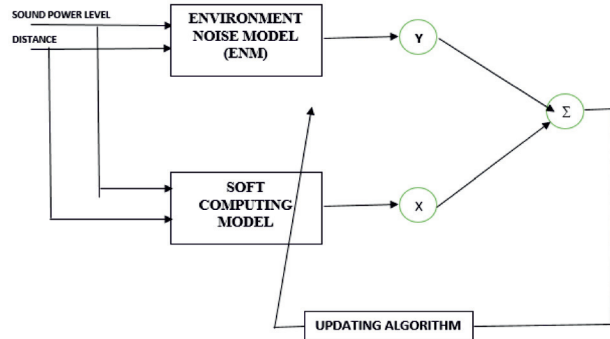 SOUND POWER LEVEL
DISTANCE
ENVIRONMENT
NOISE MODEL
(ENM)
Y
Σ
SOFT
COMPUTING
MODEL
X
UPDATING ALGORITHM